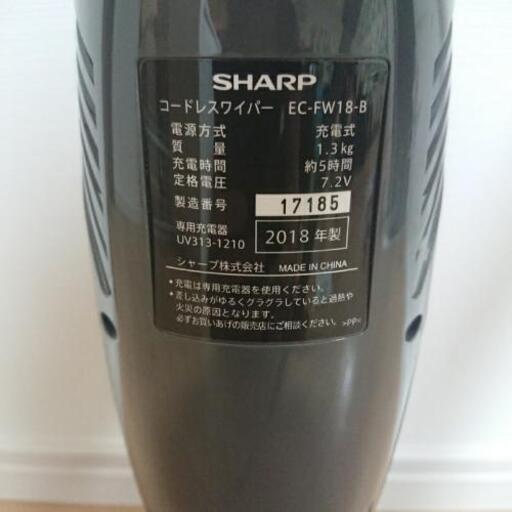 SHARP
コードレスワイパー EC-FW18-B
電源方式 充電式
質量 1.3kg
充電時間 約5時間
定格電圧 7.2V
製造番号 17185
専用充電器
UV313-1210
2018年製
シャープ株式会社 MADE IN CHINA
•充電は専用充電器を使用ください。
•差し込みがゆるくグラグラしていると過熱や
火災の原因となります。
必ずお買いあげの販売店にご相談ください。 >PP<